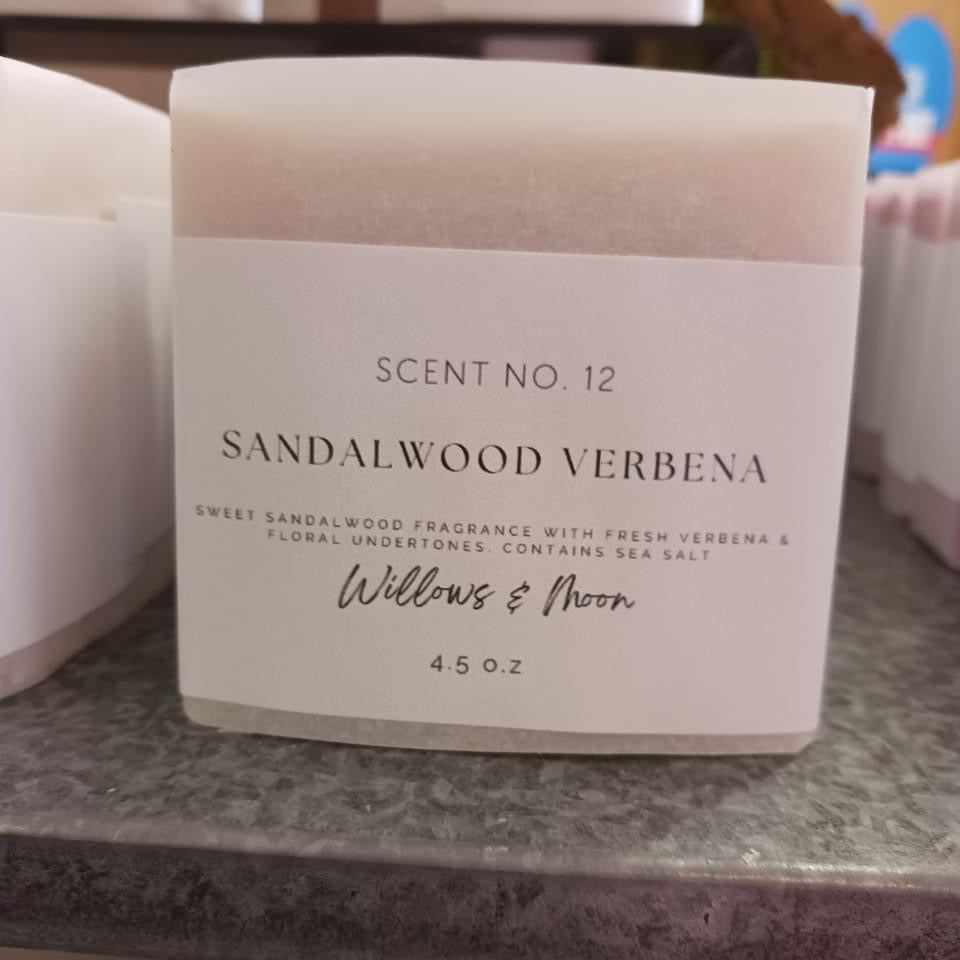 SCENT NO. 12
SANDALWOOD VERBENA
SWEET SANDALWOOD FRAGRANCE WITH FRESH VERBENA &
FLORAL UNDERTONES. CONTAINS SEA SALT
Willows & Moon
4.5 o.z